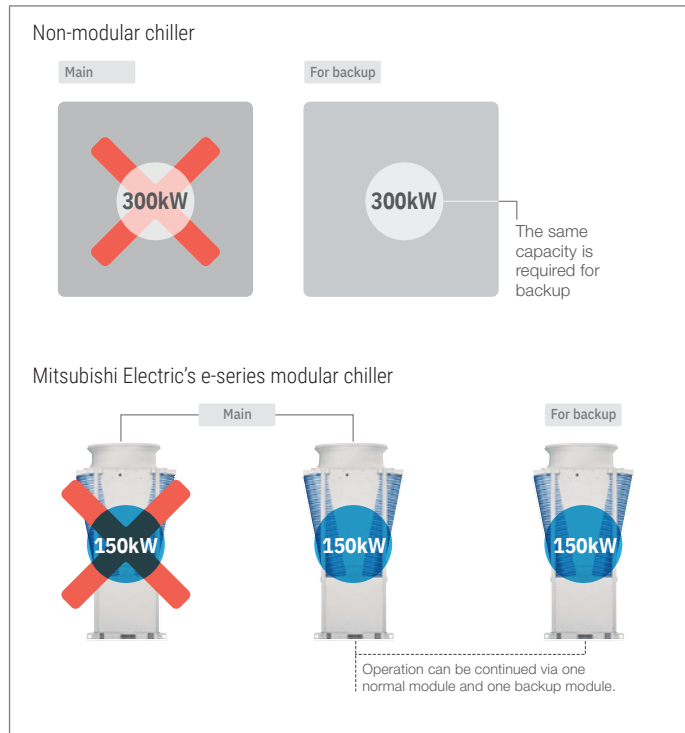 Non-modular chiller
Main
For backup
300kW
300kW
The same
capacity is
required for
backup
Mitsubishi Electric's e-series modular chiller
Main
For backup
150kW
150kW
150kW
Operation can be continued via one
normal module and one backup module.